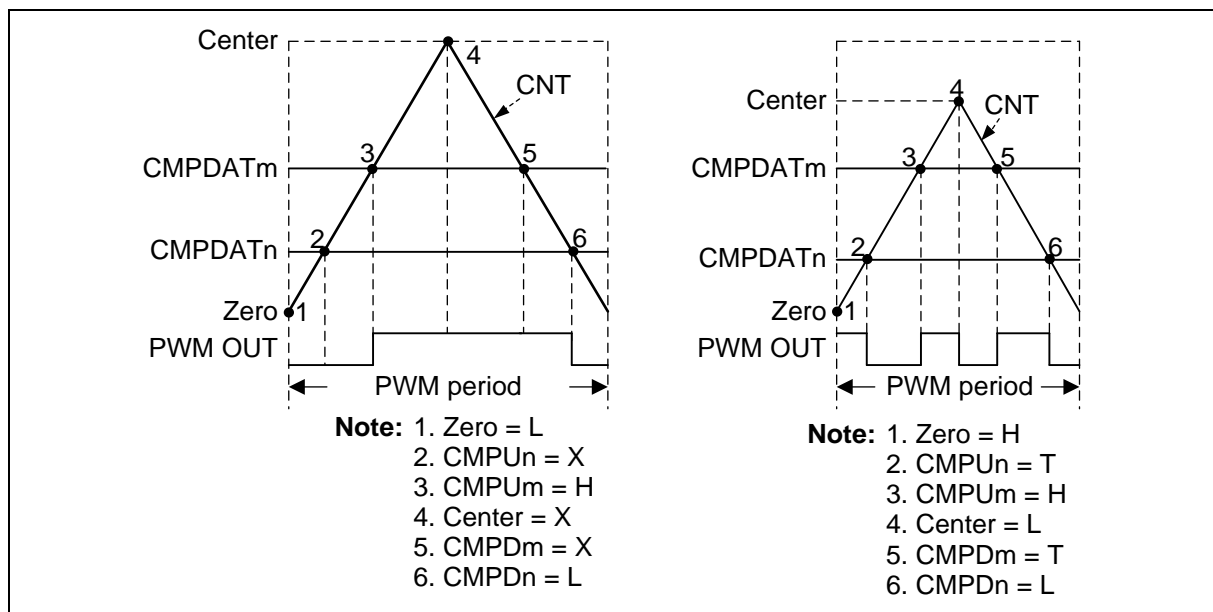 Center
4
CNT
3
5
CMPDATm
2
6
CMPDATn
Zero
1
PWM OUT
PWM period
Note: 1. Zero = L
2. CMPUn = X
3. CMPUm = H
4. Center = X
5. CMPDm = X
6. CMPDn = L
4
Center
CNT
3
5
CMPDATm
2
6
CMPDATn
Zero
1
PWM OUT
PWM period
Note: 1. Zero = H
2. CMPUn = T
3. CMPUm = H
4. Center = L
5. CMPDm = T
6. CMPDn = L